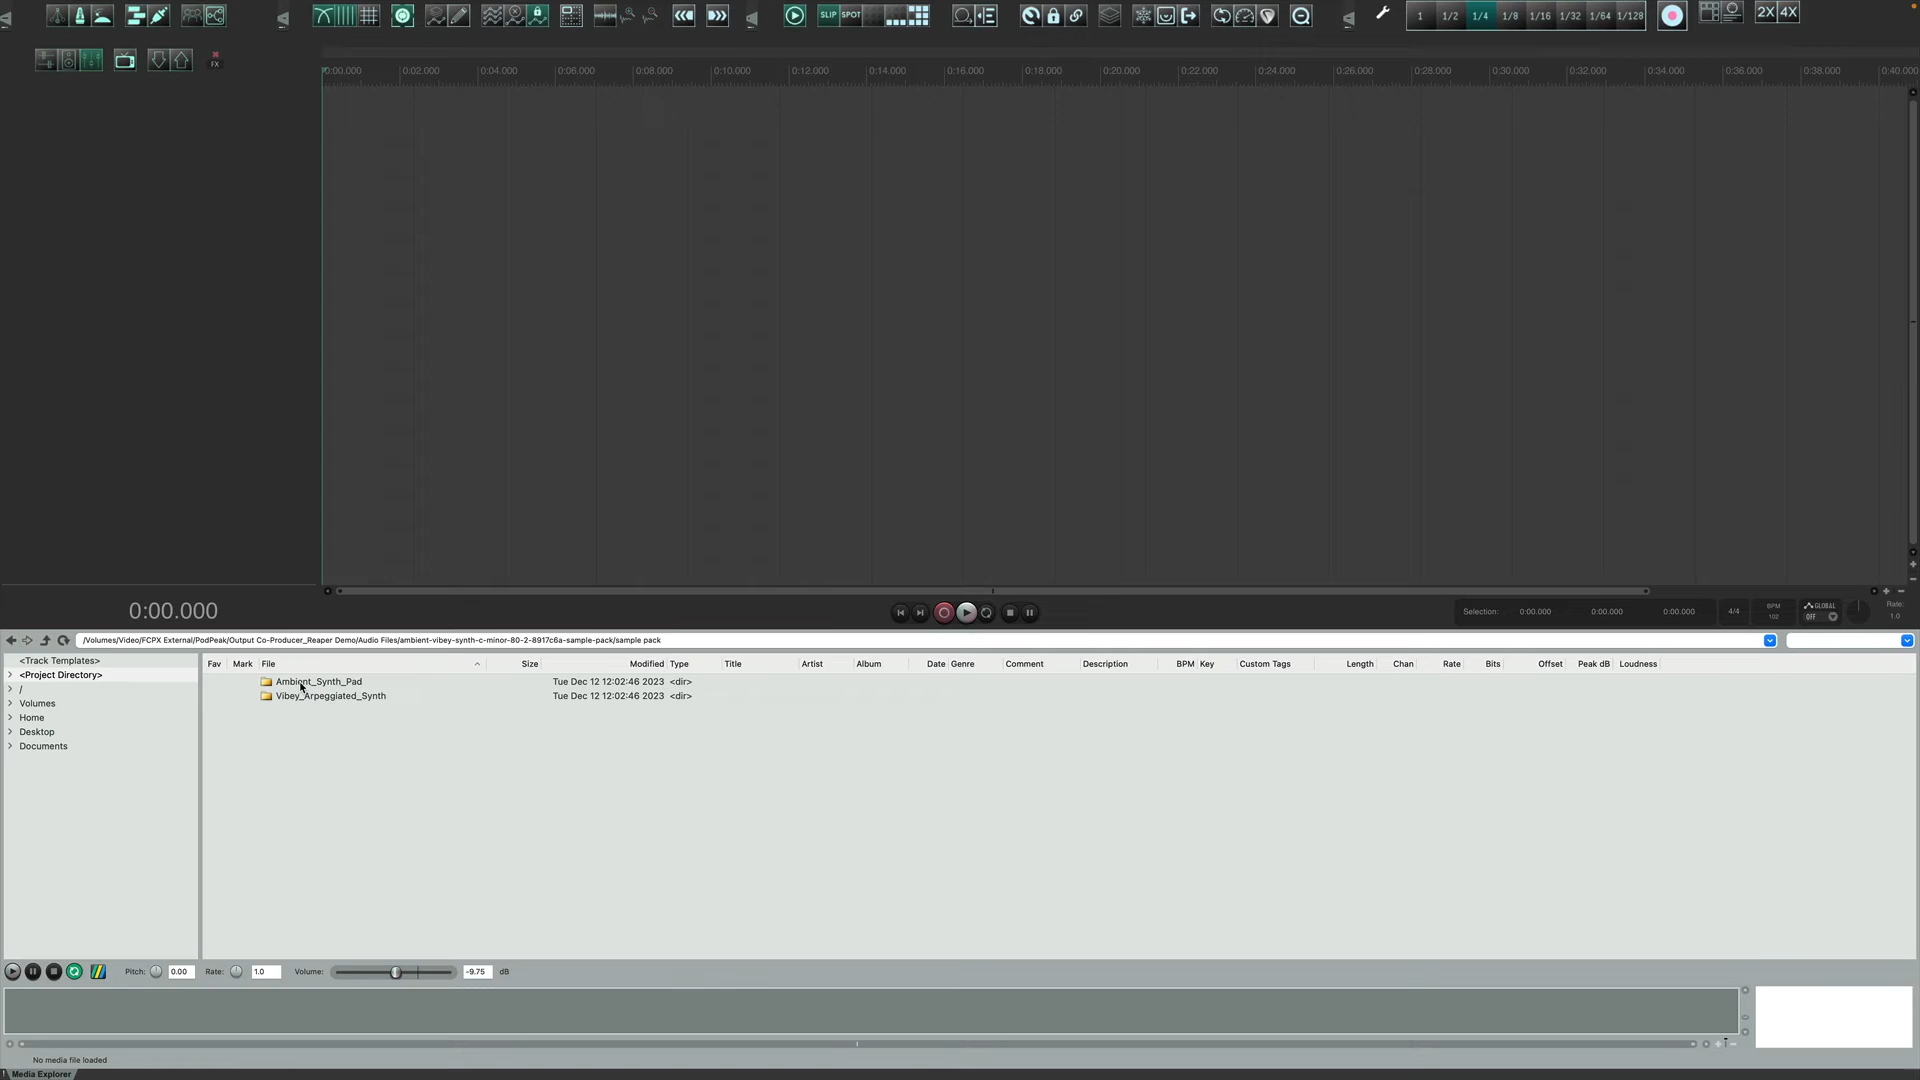 SLIP SPOT 1 1/2 1/4 1/8 1/16 1/32 1/64 1/128 2X 4X
FX
0:00.000 0:02.000 0:04.000 0:06.000 0:08.000 0:10.000 0:12.000 0:14.000 0:16.000 0:18.000 0:20.000 0:22.000 0:24.000 0:26.000 0:28.000 0:30.000 0:32.000 0:34.000 0:36.000 0:38.000 0:40.000
0:00.000
Selection: 0:00.000 0:00.000 0:00.000 4/4 BPM 102 GLOBAL OFF Rate: 1.0
/Volumes/Video/FCPX External/PodPeak/Output Co-Producer_Reaper Demo/Audio Files/ambient-vibey-synth-c-minor-80-2-8917c6a-sample-pack/sample pack
<Track Templates>
<Project Directory>
/
Volumes
Home
Desktop
Documents
Fav Mark File Size Modified Type Title Artist Album Date Genre Comment Description BPM Key Custom Tags Length Chan Rate Bits Offset Peak dB Loudness
Ambient_Synth_Pad Tue Dec 12 12:02:46 2023 <dir>
Vibey_Arpeggiated_Synth Tue Dec 12 12:02:46 2023 <dir>
Pitch: 0.00 Rate: 1.0 Volume: -9.75 dB
No media file loaded
Media Explorer